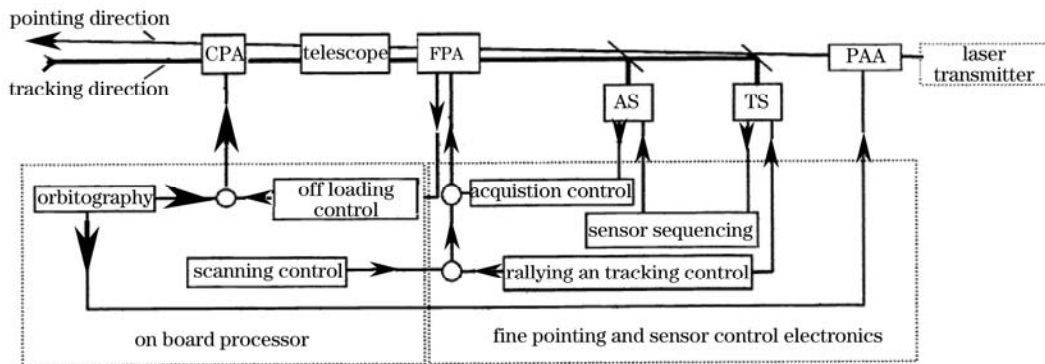 pointing direction
tracking direction
CPA
telescope
FPA
AS
TS
PAA
laser
transmitter
orbitography
off loading
control
acquistion control
sensor sequencing
scanning control
rallying an tracking control
on board processor
fine pointing and sensor control electronics